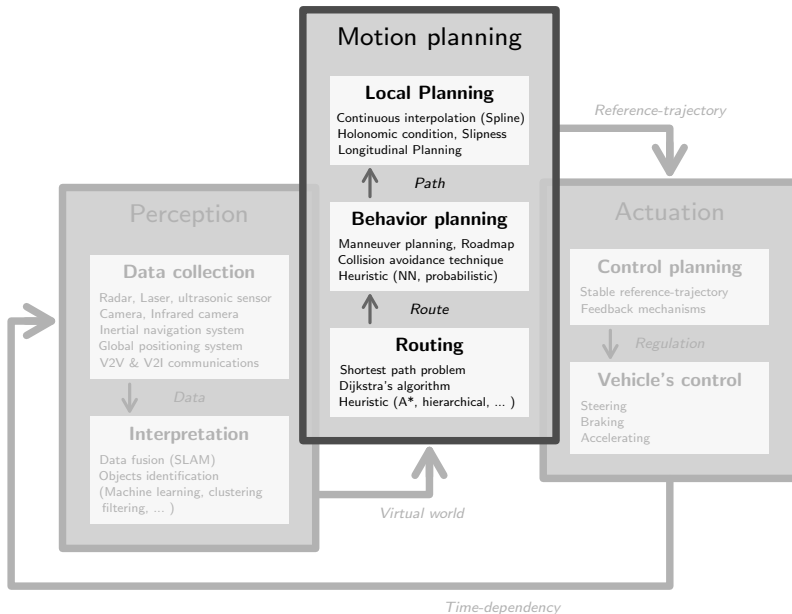 Motion planning
Local Planning
Continuous interpolation (Spline)
Holonomic condition, Slipness
Longitudinal Planning
Path
Behavior planning
Manneuver planning, Roadmap
Collision avoidance technique
Heuristic (NN, probabilistic)
Route
Routing
Shortest path problem
Dijkstra's algorithm
Heuristic (A*, hierarchical, ... )
Reference-trajectory
Perception
Data collection
Radar, Laser, ultrasonic sensor
Camera, Infrared camera
Inertial navigation system
Global positioning system
V2V & V2I communications
Data
Interpretation
Data fusion (SLAM)
Objects identification
(Machine learning, clustering
filtering, ... )
Virtual world
Actuation
Control planning
Stable reference-trajectory
Feedback mechanisms
Regulation
Vehicle's control
Steering
Braking
Accelerating
Time-dependency